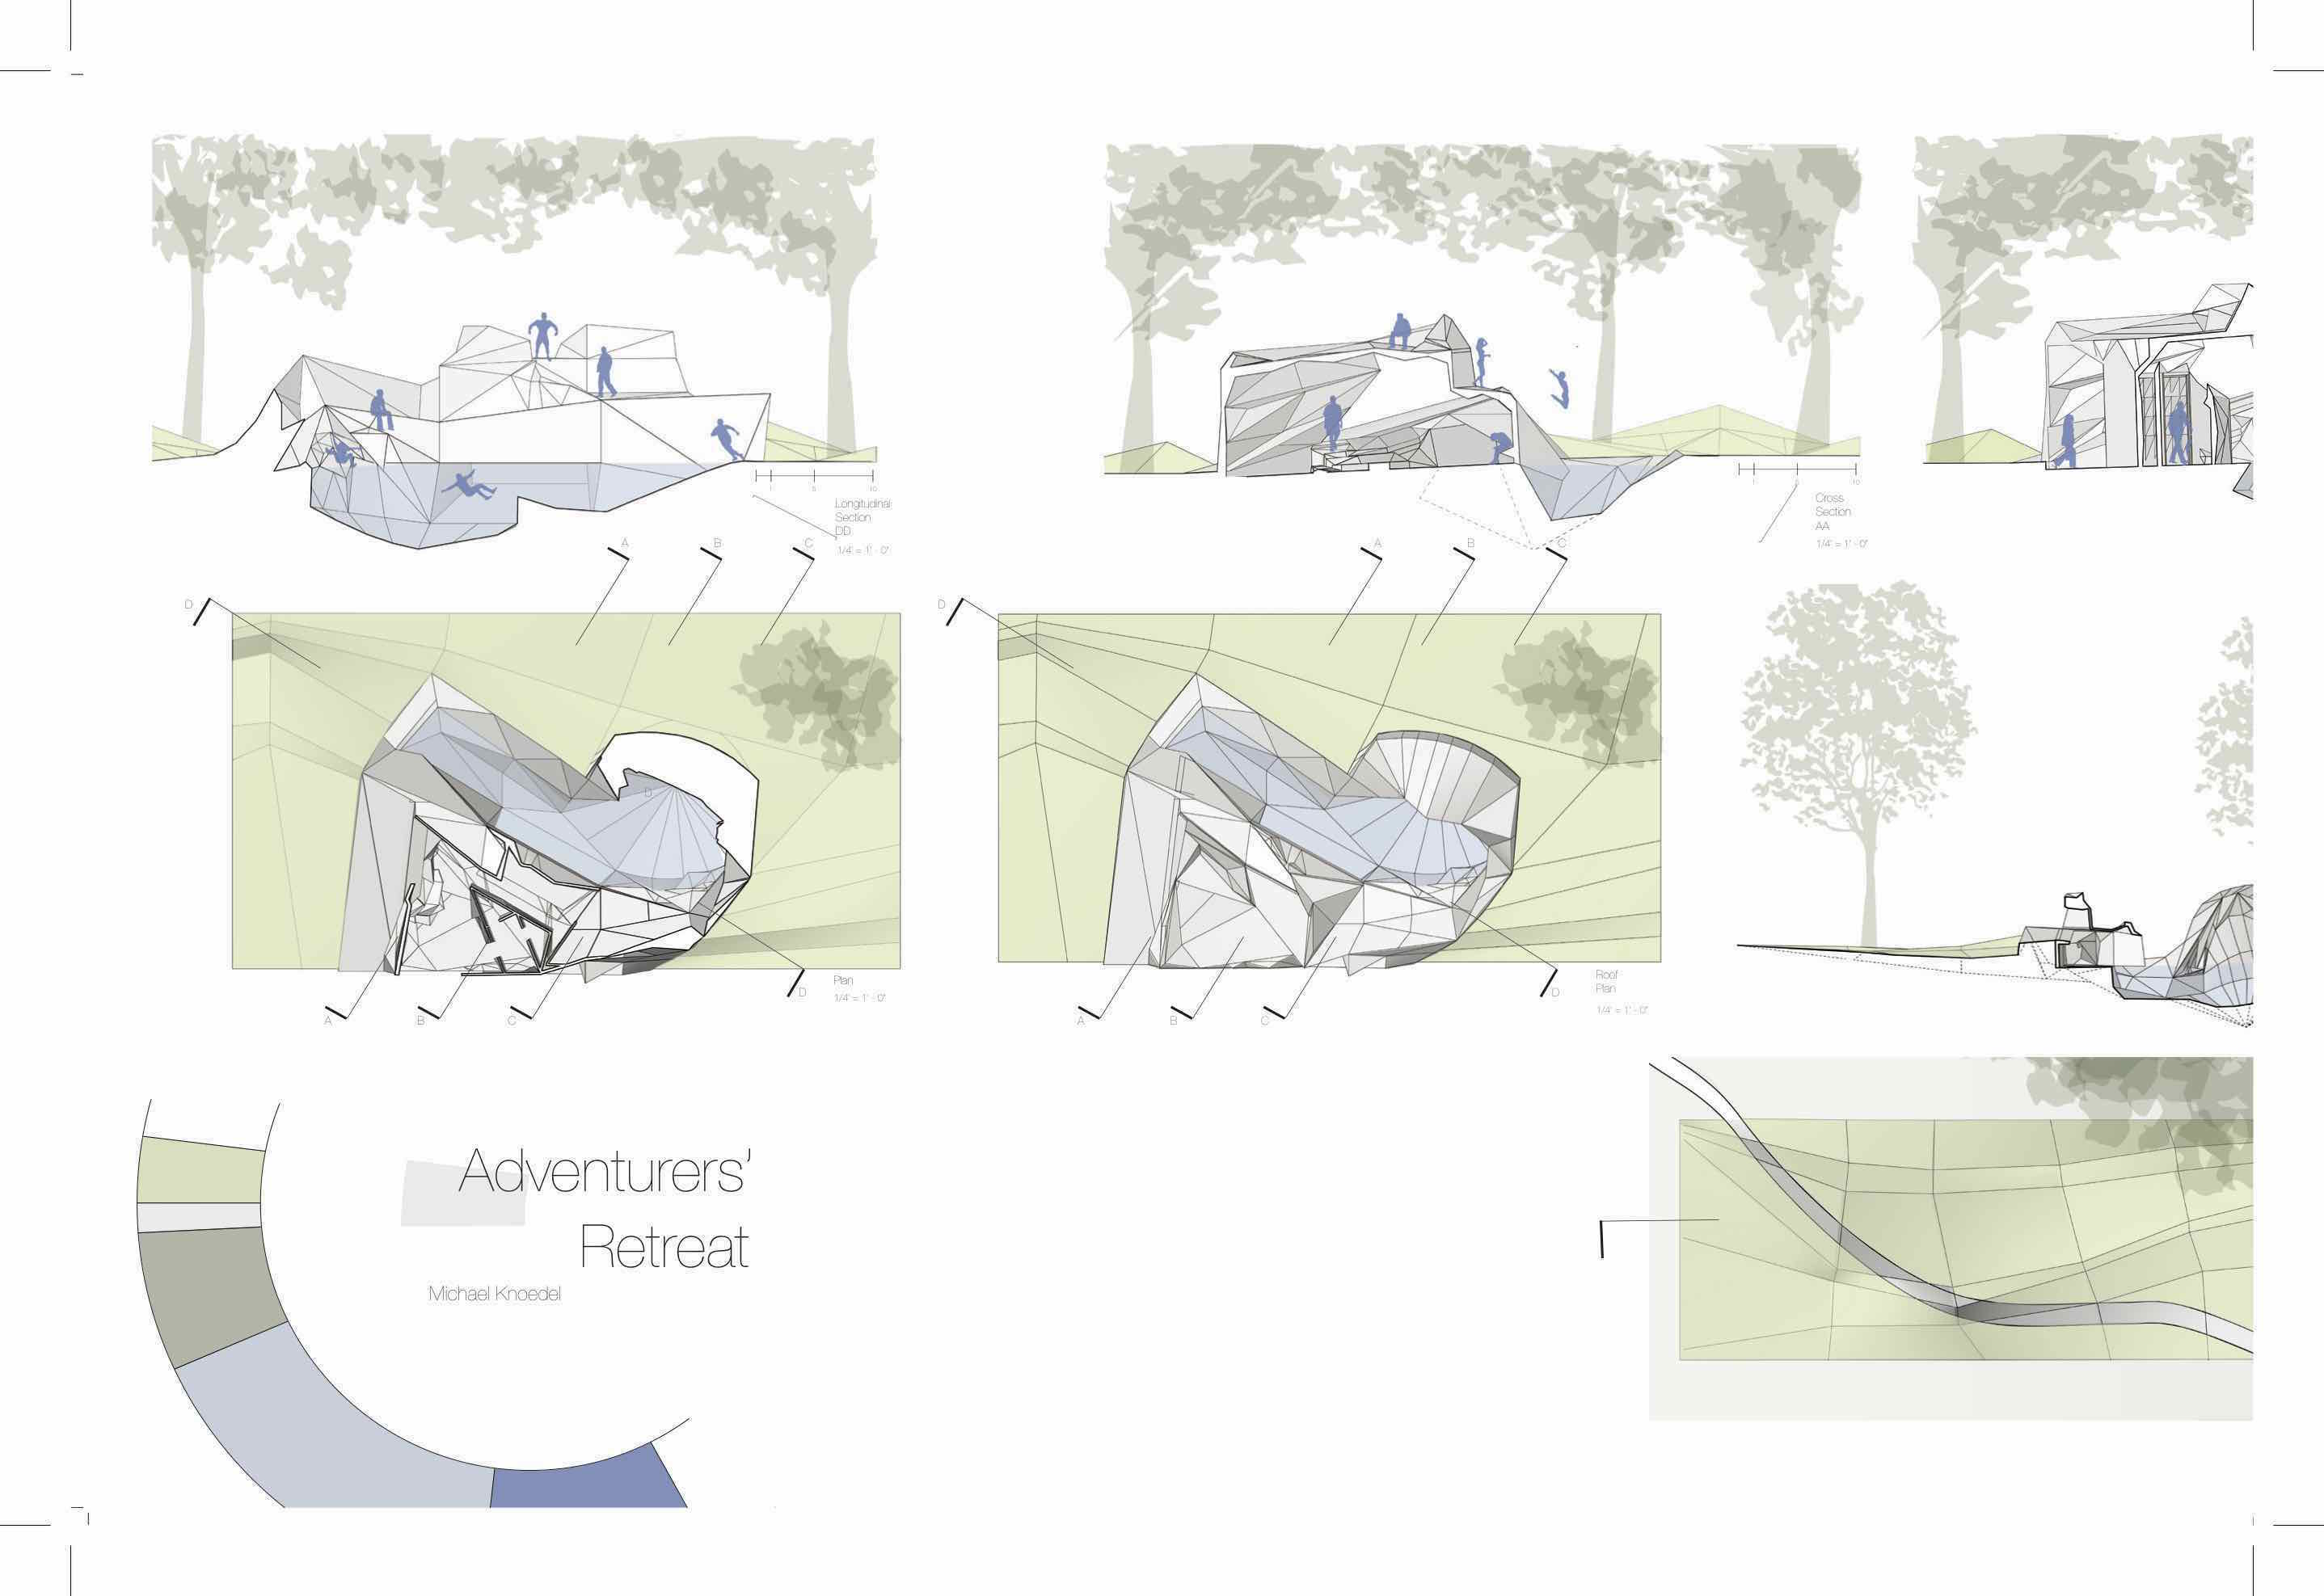 1
5
10
Longitudinal
Section
DD
1/4' = 1' - 0"
1
5
10
Cross
Section
AA
1/4' = 1' - 0"
A
B
C
A
B
C
D
D
D
D
D
Plan
1/4' = 1' - 0"
Roof
Plan
1/4' = 1' - 0"
A
B
C
A
B
C
Adventurers'
Retreat
Michael Knoedel